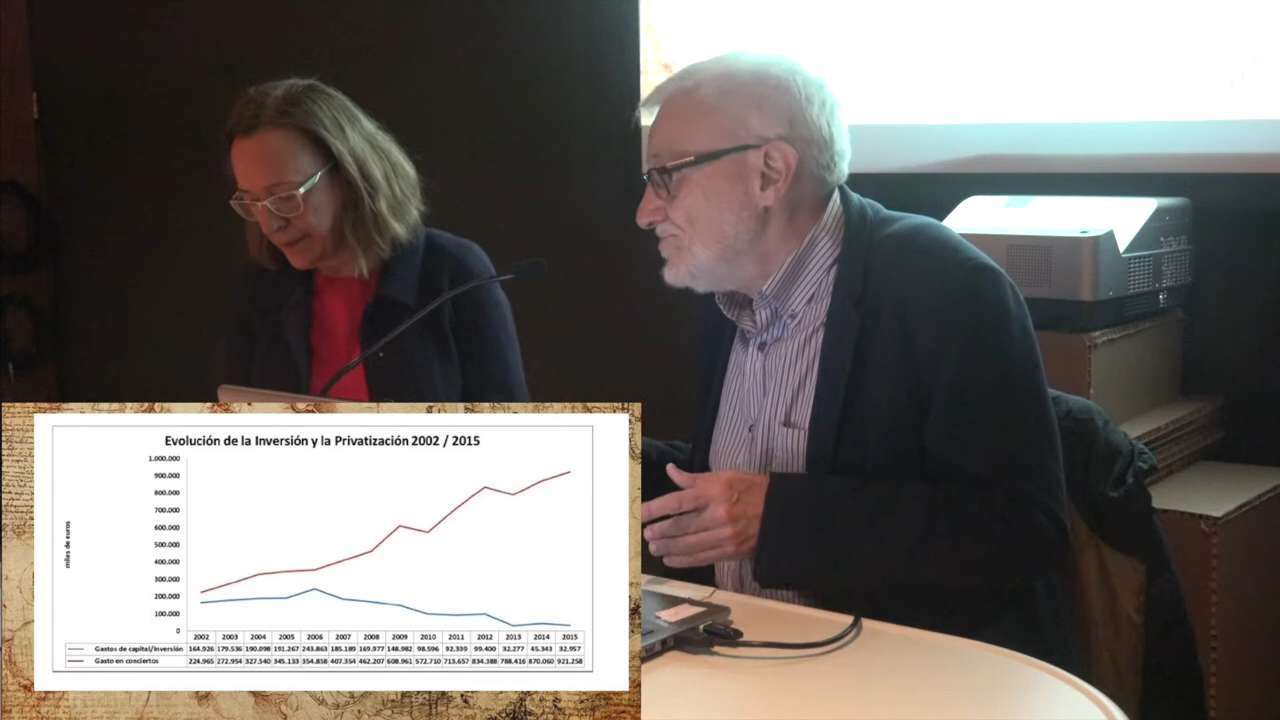 Evolución de la Inversión y la Privatización 2002 / 2015
miles de euros
1.000.000
900.000
800.000
700.000
600.000
500.000
400.000
300.000
200.000
100.000
0
2002 2003 2004 2005 2006 2007 2008 2009 2010 2011 2012 2013 2014 2015
Gastos de capital/Inversión 164.926 179.536 190.098 191.267 243.863 185.189 169.977 148.982 98.596 92.339 99.400 32.277 45.343 32.957
Gasto en conciertos 224.965 272.954 327.540 345.133 354.858 407.354 462.207 608.961 572.710 713.657 834.388 788.416 870.060 921.258